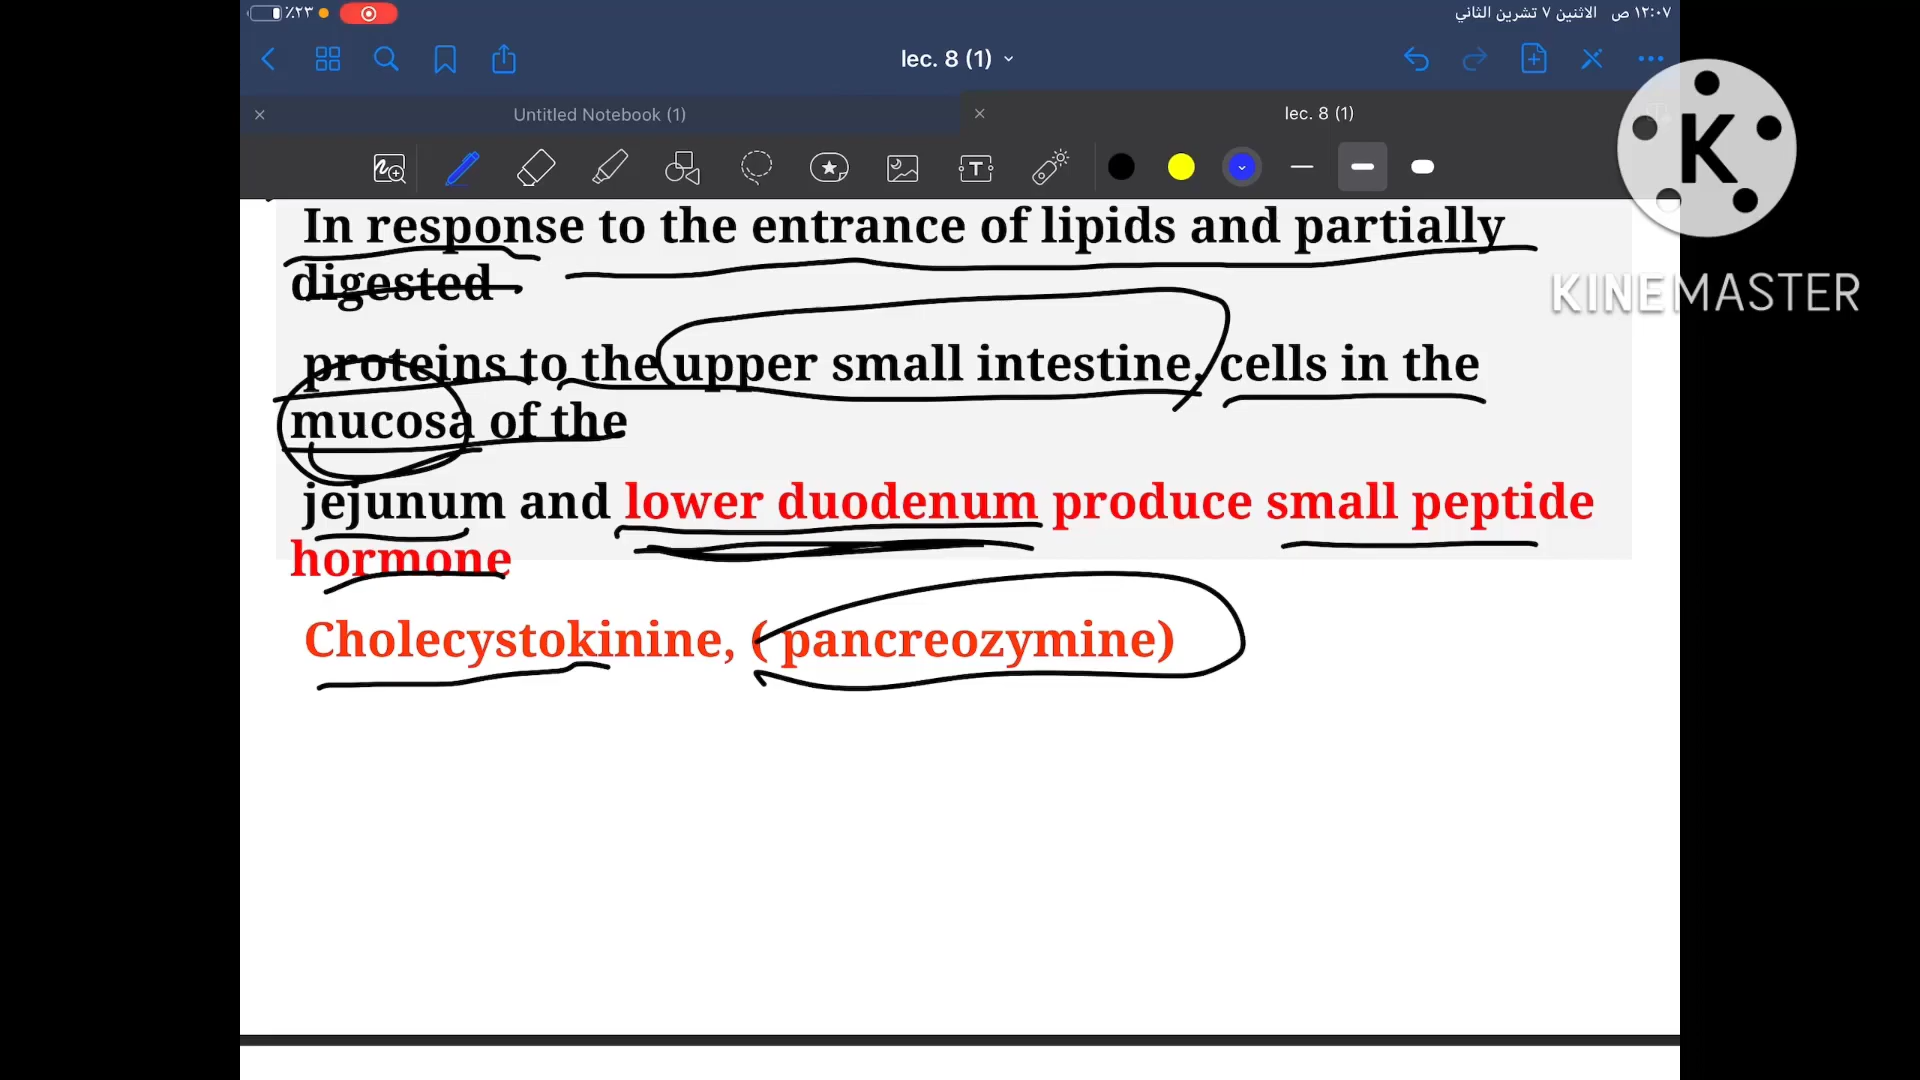 ٪٢٣
١٢:٠٧ ص الاثنين ٧ تشرين الثاني
lec. 8 (1)
Untitled Notebook (1)
lec. 8 (1)
T
K
KINEMASTER
In response to the entrance of lipids and partially
digested
proteins to the upper small intestine, cells in the
mucosa of the
jejunum and lower duodenum produce small peptide
hormone
Cholecystokinine, ( pancreozymine)